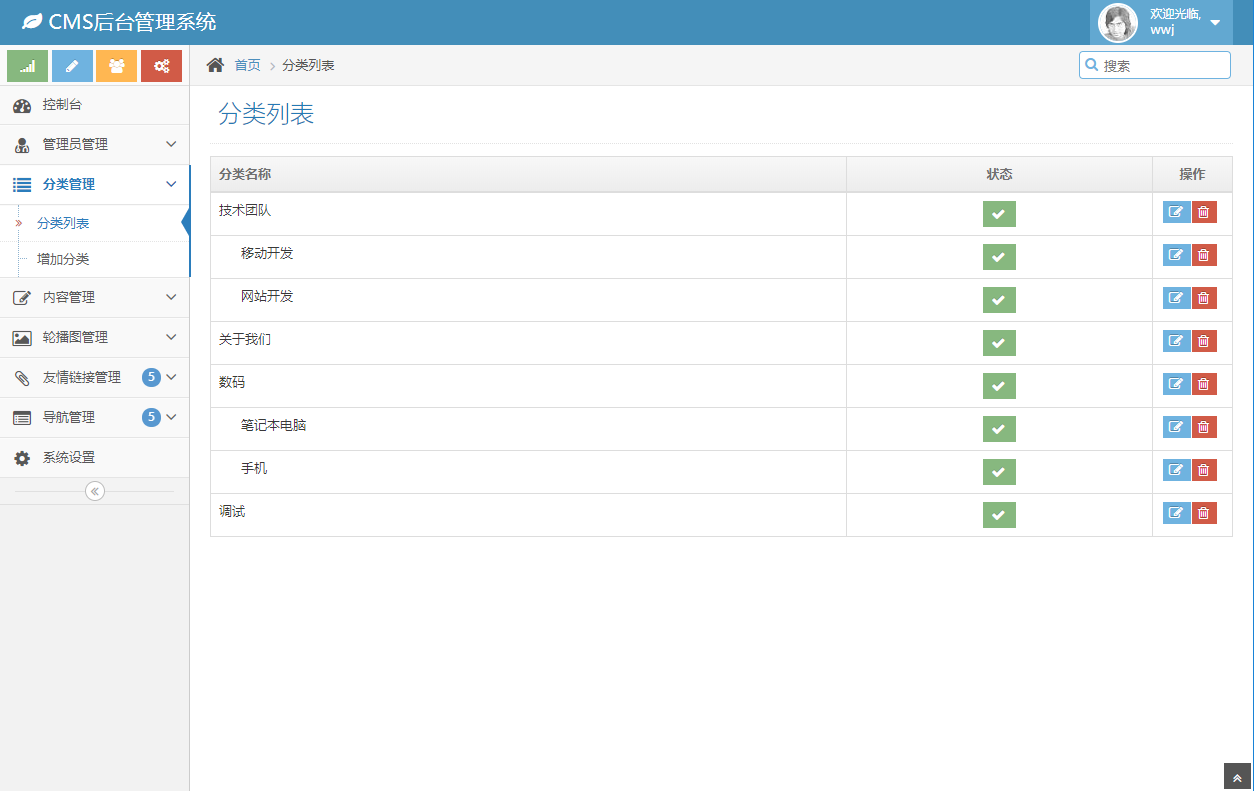 CMS后台管理系统
欢迎光临,
wwj
首页 分类列表
搜索
控制台
管理员管理
分类管理
分类列表
增加分类
内容管理
轮播图管理
友情链接管理 5
导航管理 5
系统设置
分类列表
分类名称 状态 操作
技术团队
移动开发
网站开发
关于我们
数码
笔记本电脑
手机
调试